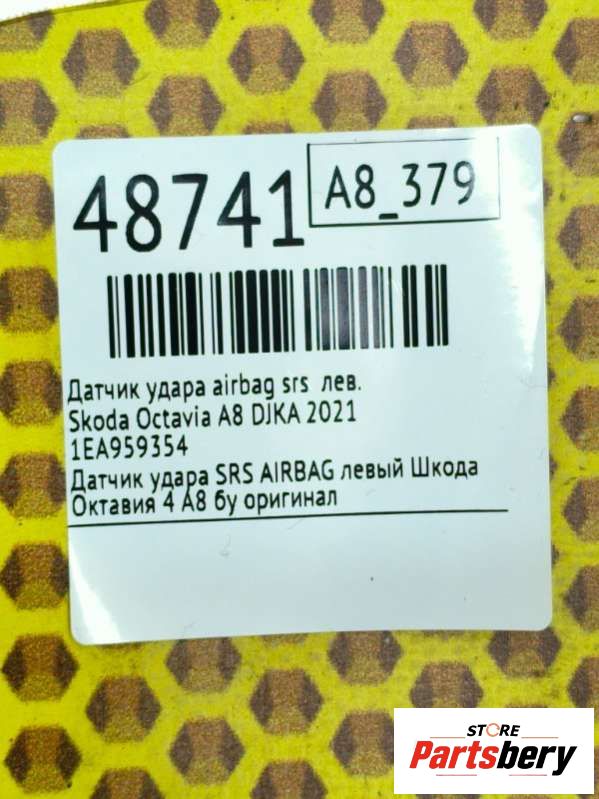 48741
A8_379
Датчик удара airbag srs лев.
Skoda Octavia A8 DJKA 2021
1EA959354
Датчик удара SRS AIRBAG левый Шкода
Октавия 4 А8 бу оригинал
STORE
Partsbery